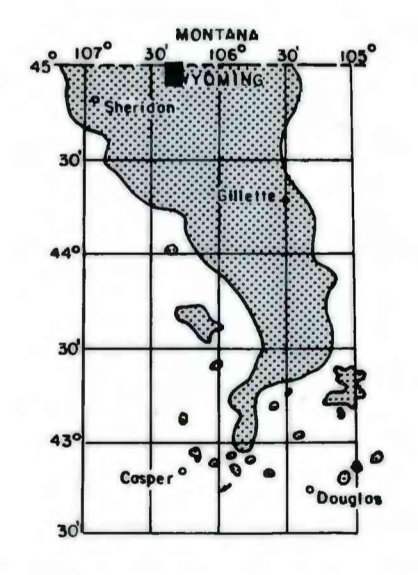 MONTANA
107° 30' 106° 30' 105°
45° WYOMING
Sheridan
30'
Gillette
44°
30'
43°
Casper
Douglas
30'